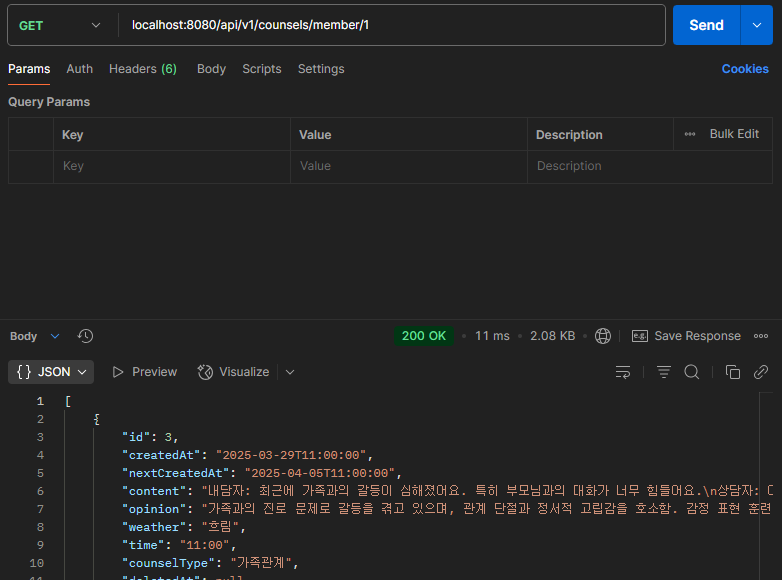 GET localhost:8080/api/v1/counsels/member/1 Send
Params Auth Headers (6) Body Scripts Settings Cookies
Query Params
Key Value Description Bulk Edit
Key Value Description
Body 200 OK 11 ms 2.08 KB e.g. Save Response
{} JSON Preview Visualize
1 [
2 {
3 "id": 3,
4 "createdAt": "2025-03-29T11:00:00",
5 "nextCreatedAt": "2025-04-05T11:00:00",
6 "content": "내담자: 최근에 가족과의 갈등이 심해졌어요. 특히 부모님과의 대화가 너무 힘들어요.\n상담자:
7 "opinion": "가족과의 진로 문제로 갈등을 겪고 있으며, 관계 단절과 정서적 고립감을 호소함. 감정 표현 훈련
8 "weather": "흐림",
9 "time": "11:00",
10 "counselType": "가족관계",
11 "deletedAt": null